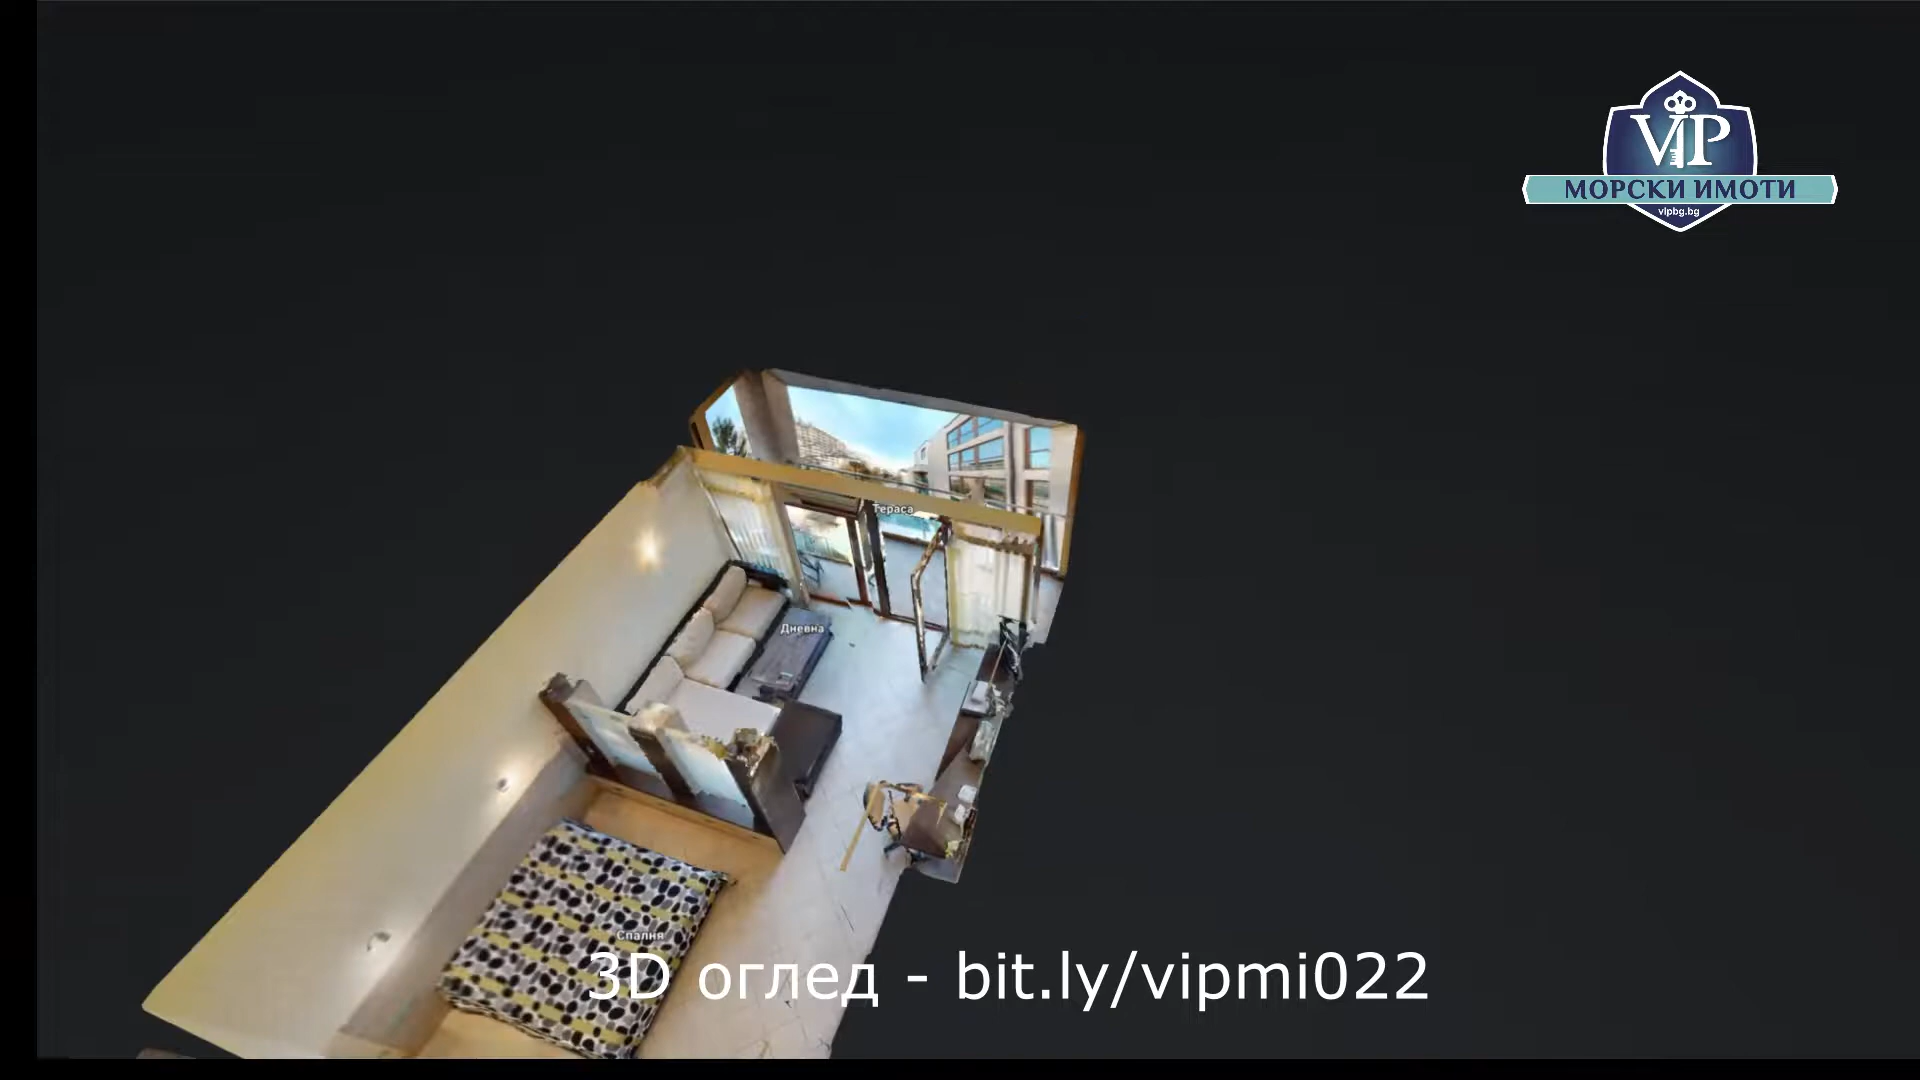 VIP
МОРСКИ ИМОТИ
vipbg.bg
Тераса
Дневна
Спалня
3D оглед - bit.ly/vipmi022